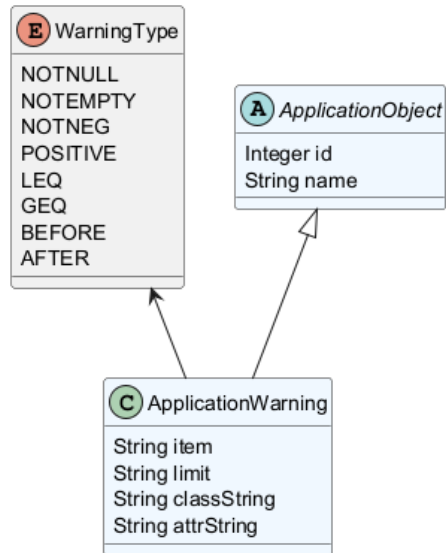 E WarningType
NOTNULL
NOTEMPTY
NOTNEG
POSITIVE
LEQ
GEQ
BEFORE
AFTER
A ApplicationObject
Integer id
String name
C ApplicationWarning
String item
String limit
String classString
String attrString